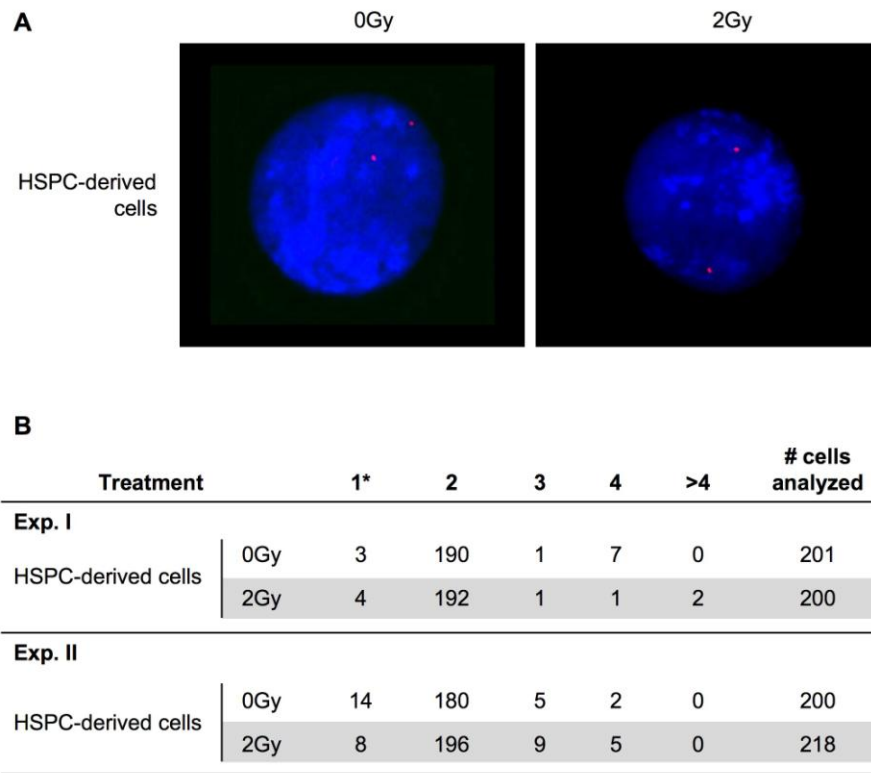 A
0Gy 2Gy
HSPC-derived
cells
B
# cells
Treatment 1* 2 3 4 >4 analyzed
Exp. I
HSPC-derived cells
0Gy 3 190 1 7 0 201
2Gy 4 192 1 1 2 200
Exp. II
HSPC-derived cells
0Gy 14 180 5 2 0 200
2Gy 8 196 9 5 0 218